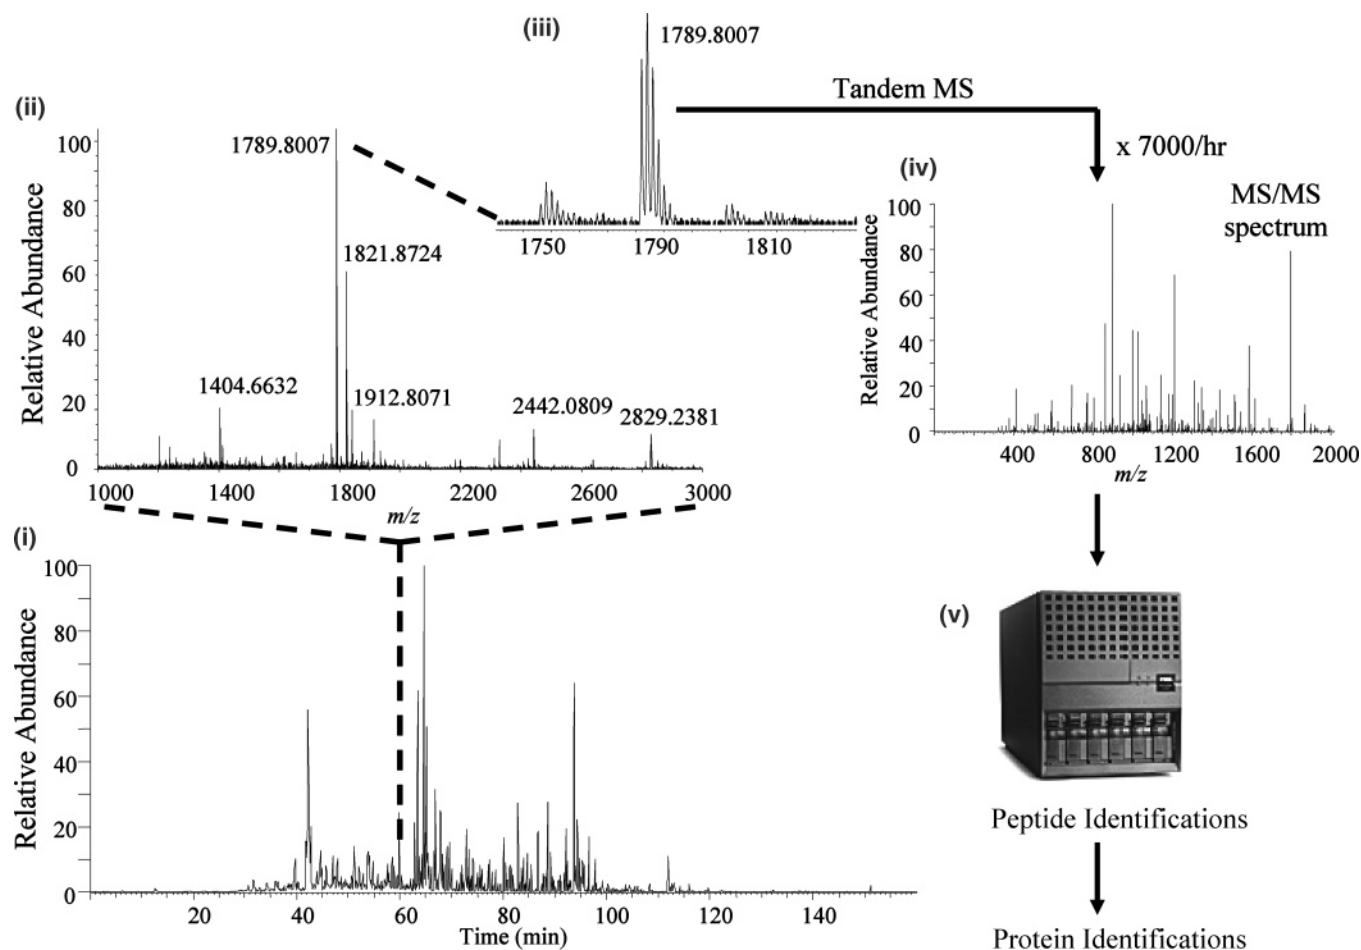 (iii)
1789.8007
Tandem MS
x 7000/hr
(ii)
100
80
60
40
20
0
Relative Abundance
1789.8007
1821.8724
1404.6632
1912.8071
2442.0809
2829.2381
1000 1400 1800 2200 2600 3000
m/z
1750 1790 1810
(iv)
MS/MS
spectrum
100
80
60
40
20
0
Relative Abundance
400 800 1200 1600 2000
m/z
(i)
100
80
60
40
20
0
Relative Abundance
20 40 60 80 100 120 140
Time (min)
(v)
Peptide Identifications
Protein Identifications